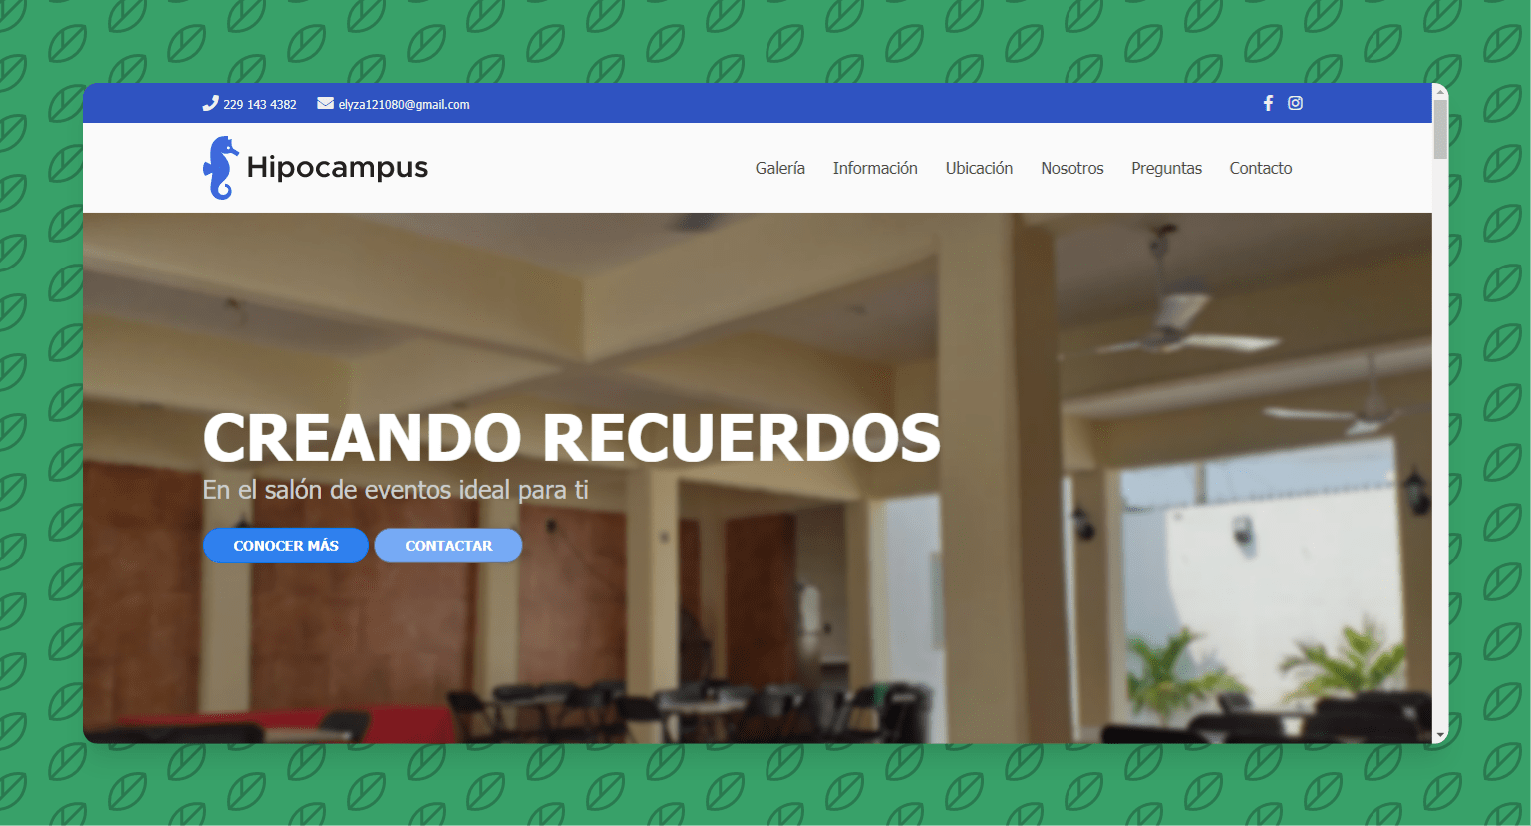 229 143 4382 elyza121080@gmail.com
Hipocampus
Galería Información Ubicación Nosotros Preguntas Contacto
CREANDO RECUERDOS
En el salón de eventos ideal para ti
CONOCER MÁS CONTACTAR